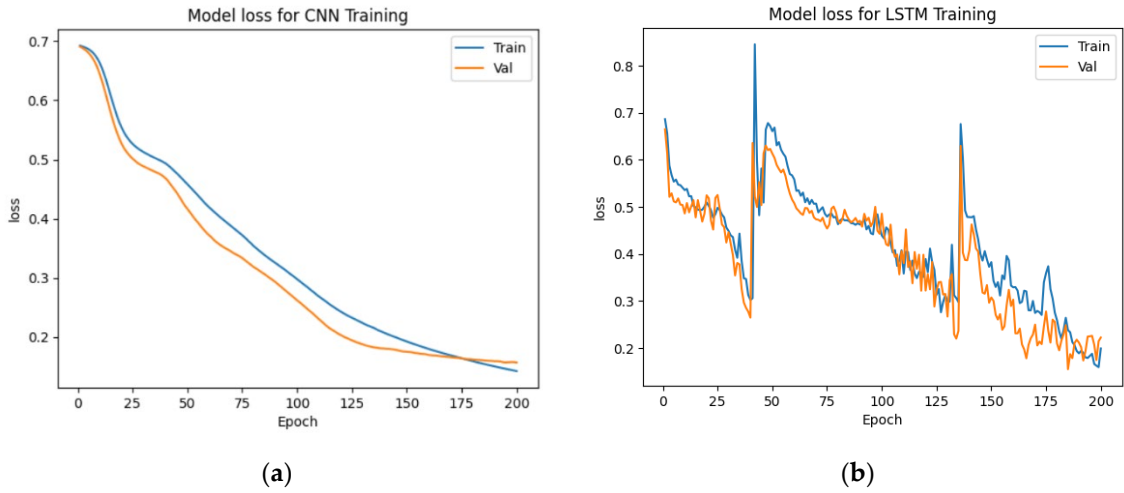 Model loss for CNN Training
0.7
0.6
0.5
0.4
0.3
0.2
loss
0 25 50 75 100 125 150 175 200
Epoch
Train
Val
(a)
Model loss for LSTM Training
0.8
0.7
0.6
0.5
0.4
0.3
0.2
loss
0 25 50 75 100 125 150 175 200
Epoch
Train
Val
(b)